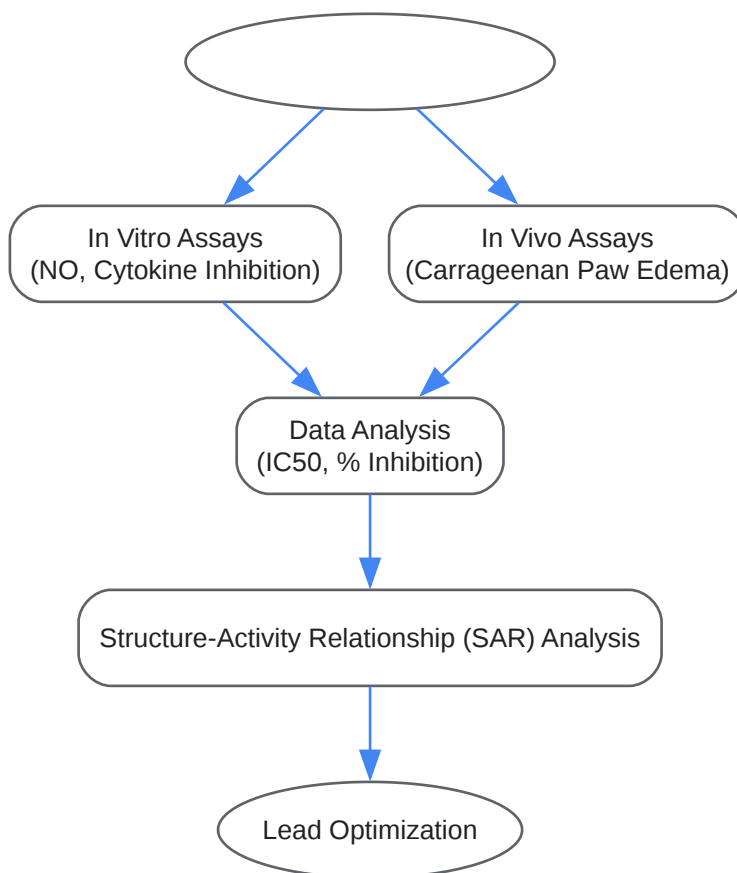 In Vitro Assays
(NO, Cytokine Inhibition)
In Vivo Assays
(Carrageenan Paw Edema)
Data Analysis
(IC50, % Inhibition)
Structure-Activity Relationship (SAR) Analysis
Lead Optimization